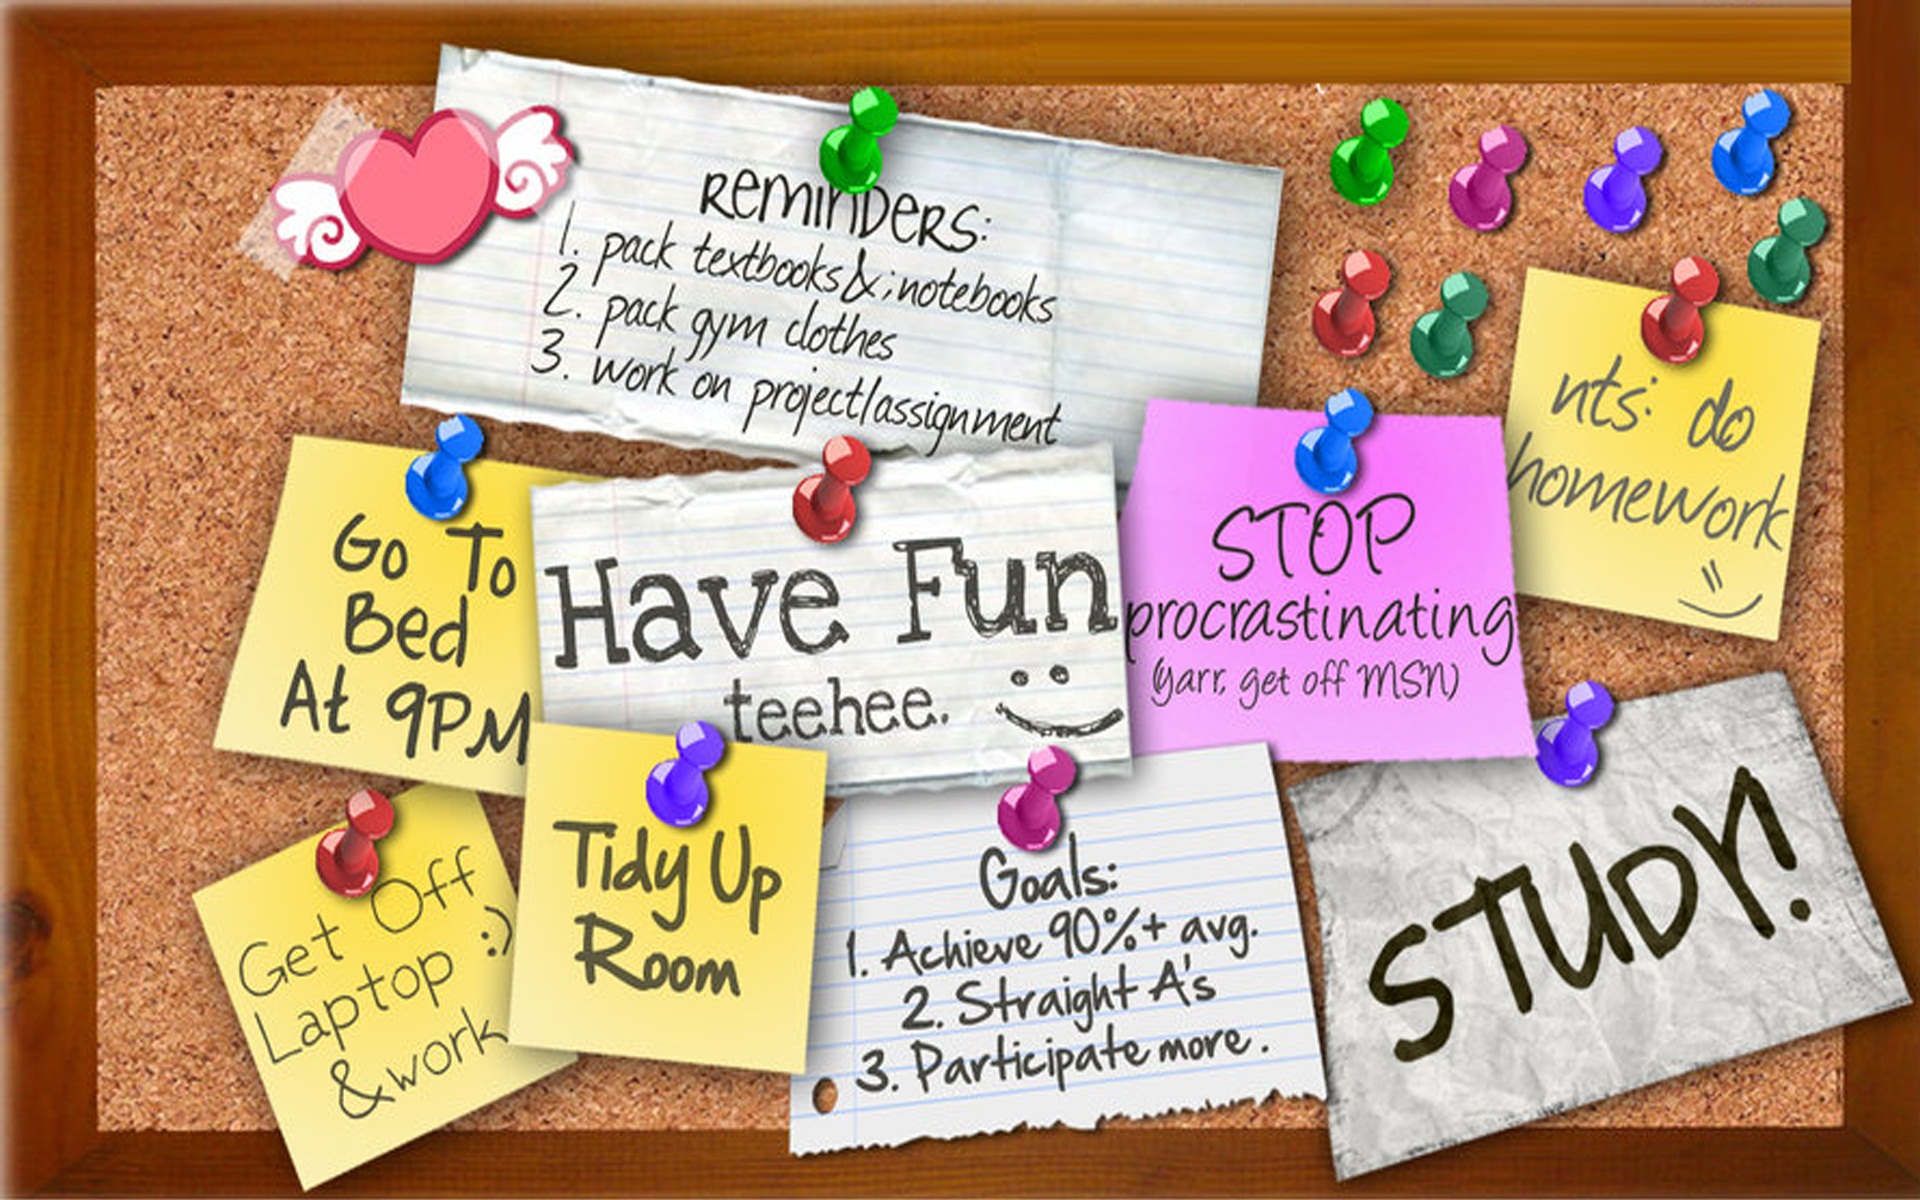 Reminders:
1. pack textbooks&;notebooks
2. pack gym clothes
3. work on project/assignment
nts: do
homework
Go To
Bed
At 9PM
Have Fun
teehee.
STOP
procrastinating
(yarr, get off MSN)
Get Off
Laptop :)
&work
Tidy Up
Room
Goals:
1. Achieve 90%+ avg.
2. Straight A's
3. Participate more.
STUDY!